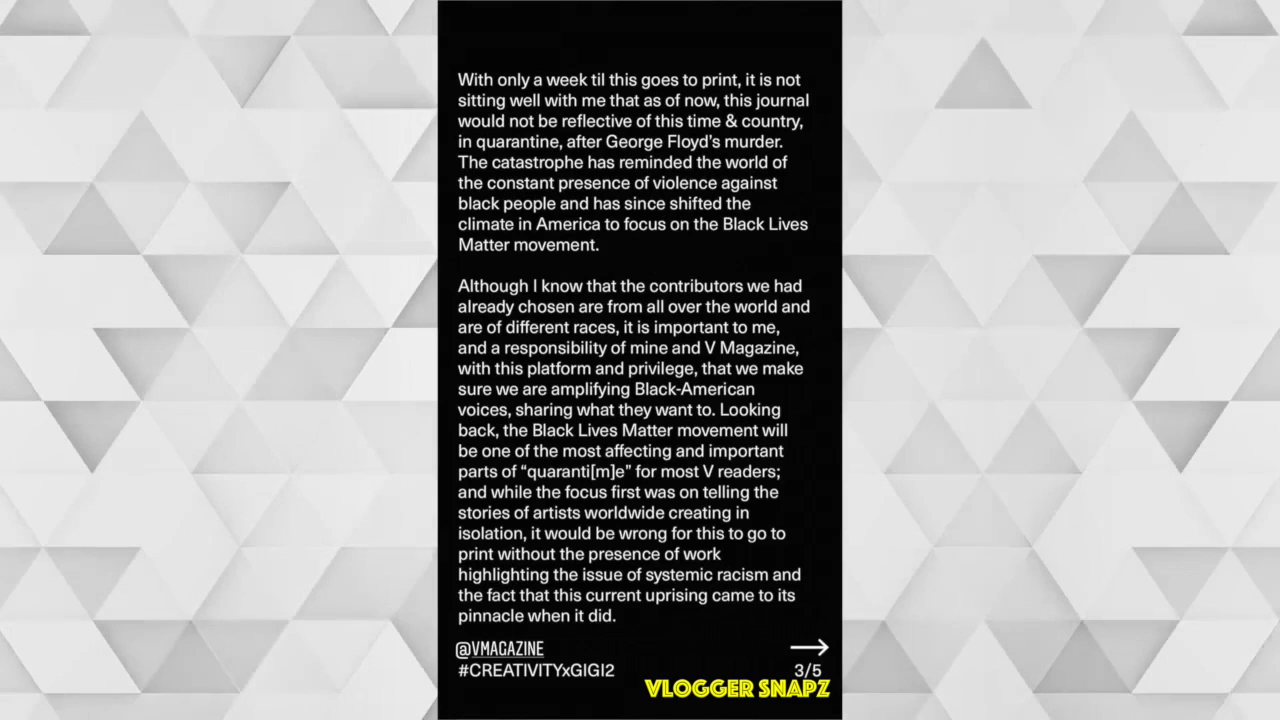 With only a week til this goes to print, it is not
sitting well with me that as of now, this journal
would not be reflective of this time & country,
in quarantine, after George Floyd's murder.
The catastrophe has reminded the world of
the constant presence of violence against
black people and has since shifted the
climate in America to focus on the Black Lives
Matter movement.
Although I know that the contributors we had
already chosen are from all over the world and
are of different races, it is important to me,
and a responsibility of mine and V Magazine,
with this platform and privilege, that we make
sure we are amplifying Black-American
voices, sharing what they want to. Looking
back, the Black Lives Matter movement will
be one of the most affecting and important
parts of “quaranti[m]e” for most V readers;
and while the focus first was on telling the
stories of artists worldwide creating in
isolation, it would be wrong for this to go to
print without the presence of work
highlighting the issue of systemic racism and
the fact that this current uprising came to its
pinnacle when it did.
@VMAGAZINE
#CREATIVITYxGIGI2
3/5
VLOGGER SNAPZ